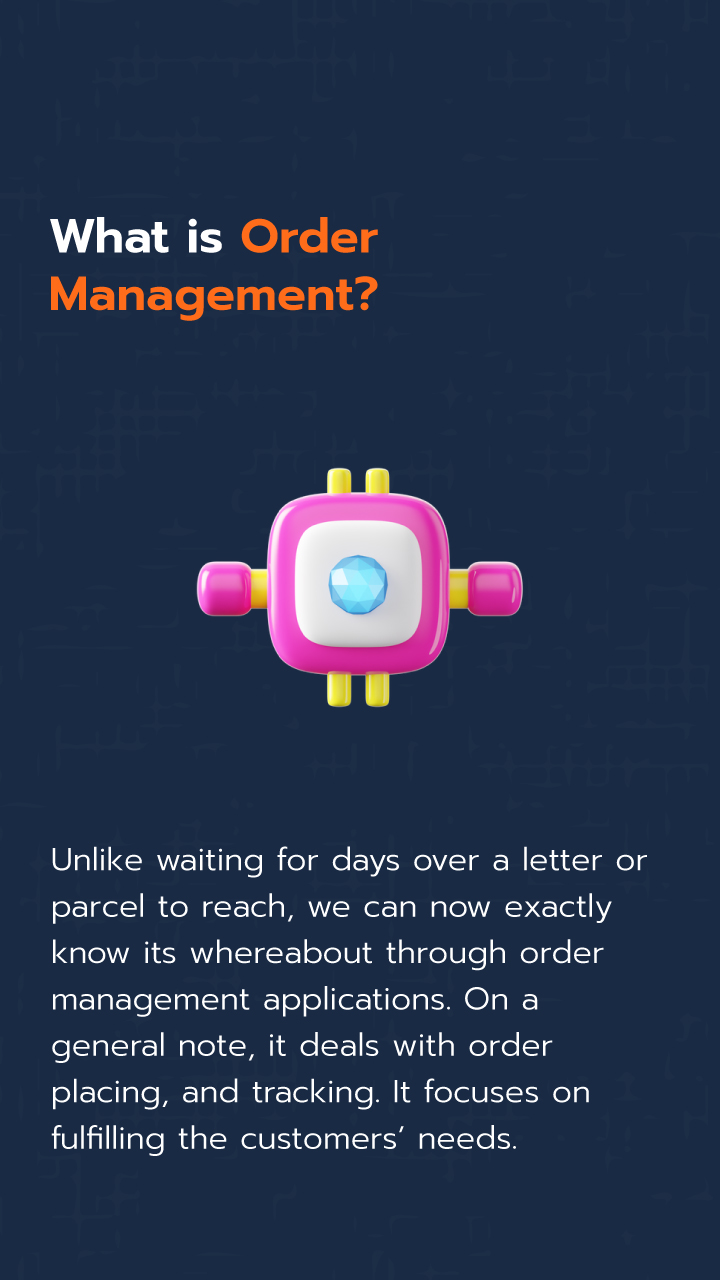 What is Order
Management?
Unlike waiting for days over a letter or
parcel to reach, we can now exactly
know its whereabout through order
management applications. On a
general note, it deals with order
placing, and tracking. It focuses on
fulfilling the customers’ needs.